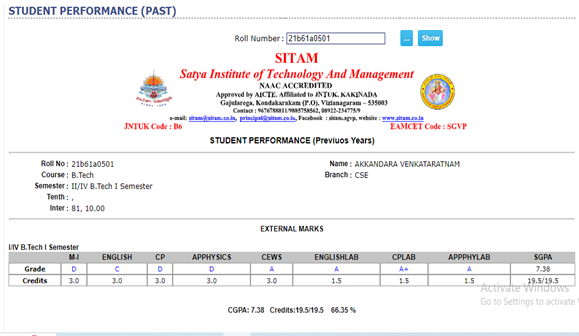 STUDENT PERFORMANCE (PAST)
Roll Number : 21b61a0501 ... Show
SITAM
Satya Institute of Technology And Management
NAAC ACCREDITED
Approved by AICTE. Affiliated to JNTUK, KAKINADA
Gajularega, Kondakarakam (P.O), Vizianagaram – 535003
Contact : 9676788811/9885758562, 08922-234775/9
e-mail: sitam@sitam.co.in, principal@sitam.co.in, Facebook : sitam.sgvp, website : www.sitam.co.in
JNTUK Code : B6 EAMCET Code : SGVP
STUDENT PERFORMANCE (Previuos Years)
Roll No : 21b61a0501 Name : AKKANDARA VENKATARATNAM
Course : B.Tech Branch : CSE
Semester : II/IV B.Tech I Semester
Tenth : ,
Inter : 81, 10.00
EXTERNAL MARKS
I/IV B.Tech I Semester
M-I ENGLISH CP APPHYSICS CEWS ENGLISHLAB CPLAB APPPHYLAB SGPA
Grade D C D D A A A+ A 7.38
Credits 3.0 3.0 3.0 3.0 3.0 1.5 1.5 1.5 19.5/19.5
Activate Windows
Go to Settings to activate
CGPA: 7.38 Credits:19.5/19.5 66.35 %